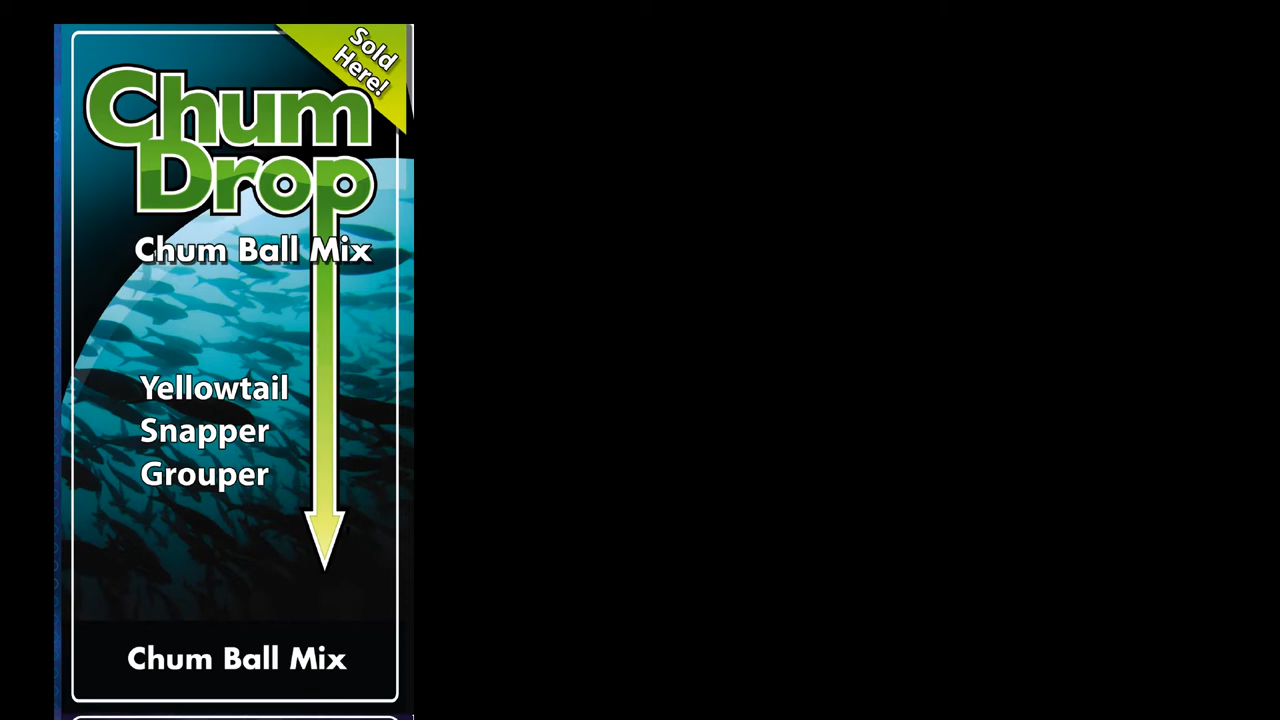 Sold
Here!
Chum
Drop
Chum Ball Mix
Yellowtail
Snapper
Grouper
Chum Ball Mix